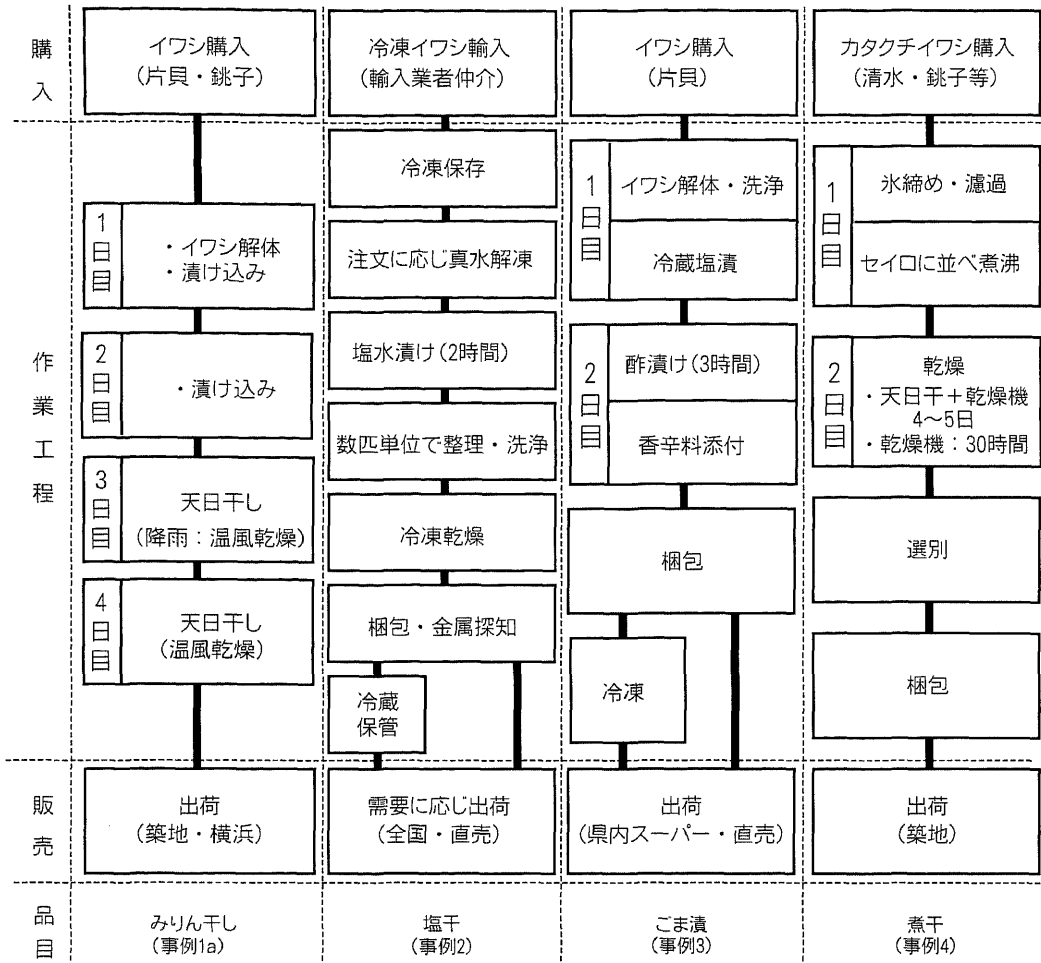 購入
イワシ購入
(片貝・銚子)
冷凍イワシ輸入
(輸入業者仲介)
イワシ購入
(片貝)
カタクチイワシ購入
(清水・銚子等)
作業工程
1日目
・イワシ解体
・漬け込み
2日目
・漬け込み
3日目
天日干し
(降雨：温風乾燥)
4日目
天日干し
(温風乾燥)
冷凍保存
注文に応じ真水解凍
塩水漬け(2時間)
数匹単位で整理・洗浄
冷凍乾燥
梱包・金属探知
冷蔵
保管
1日目
イワシ解体・洗浄
冷蔵塩漬
2日目
酢漬け(3時間)
香辛料添付
梱包
冷凍
1日目
氷締め・濾過
セイロに並べ煮沸
2日目
乾燥
・天日干＋乾燥機
4〜5日
・乾燥機：30時間
選別
梱包
販売
出荷
(築地・横浜)
需要に応じ出荷
(全国・直売)
出荷
(県内スーパー・直売)
出荷
(築地)
品目
みりん干し
(事例1a)
塩干
(事例2)
ごま漬
(事例3)
煮干
(事例4)